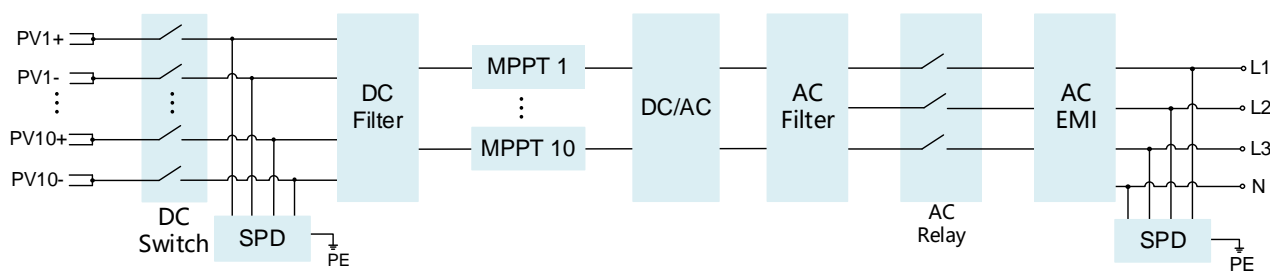 PV1+
PV1-
PV10+
PV10-
DC
Switch
SPD
PE
DC
Filter
MPPT 1
MPPT 10
DC/AC
AC
Filter
AC
Relay
AC
EMI
L1
L2
L3
N
SPD
PE